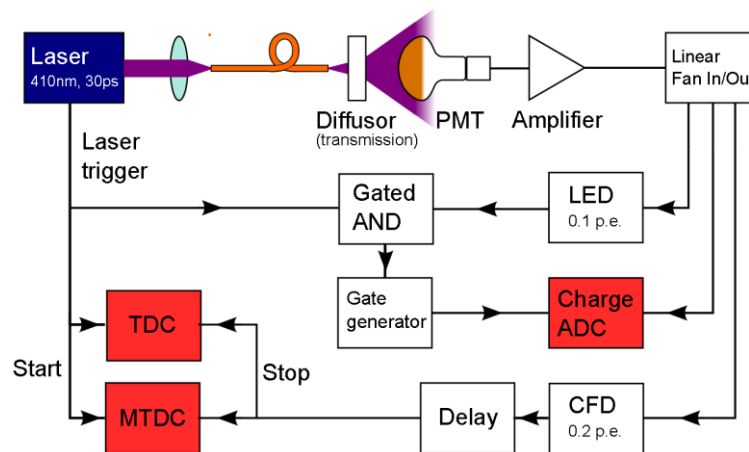 Laser
410nm, 30ps
Diffusor
(transmission)
PMT
Amplifier
Linear
Fan In/Out
Laser
trigger
Gated
AND
LED
0.1 p.e.
Gate
generator
Charge
ADC
TDC
Start
Stop
MTDC
Delay
CFD
0.2 p.e.